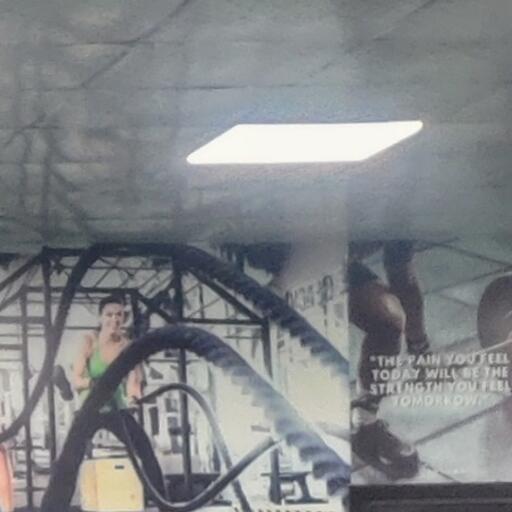 "THE PAIN YOU FEEL
TODAY WILL BE THE
STRENGTH YOU FEEL
TOMORROW."